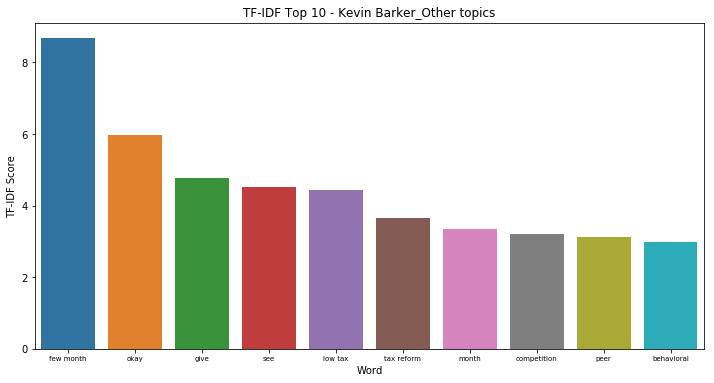 TF-IDF Top 10 - Kevin Barker_Other topics
TF-IDF Score
8
6
4
2
0
few month okay give see low tax tax reform month competition peer behavioral
Word